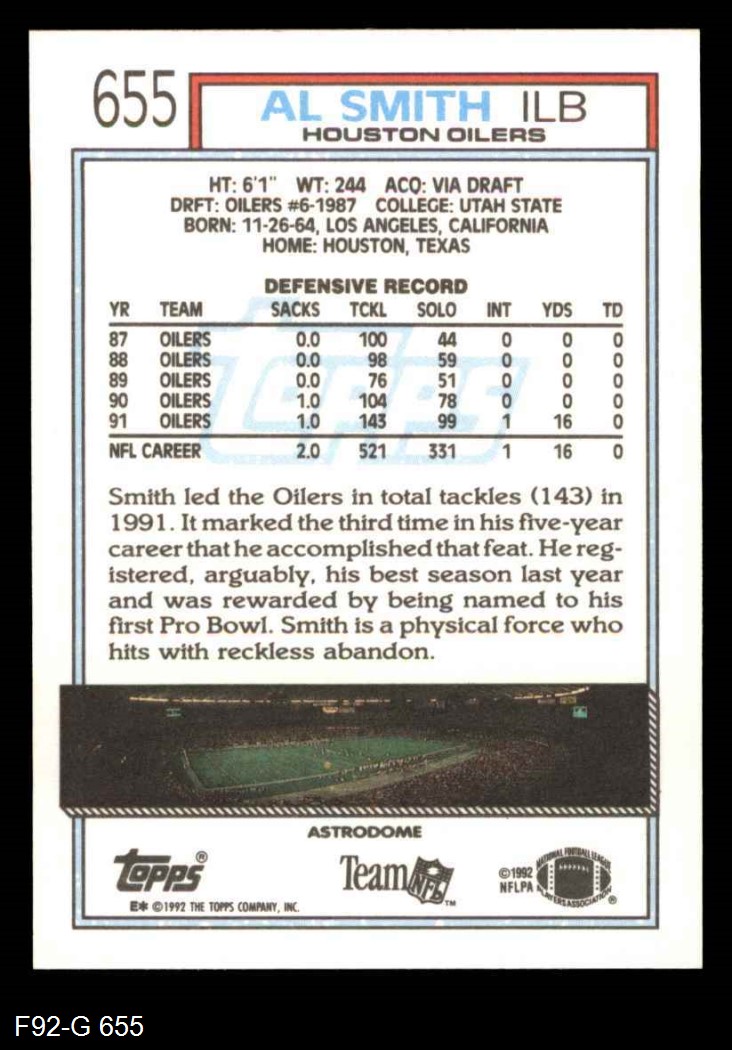 655
AL SMITH ILB
HOUSTON OILERS
HT: 6'1" WT: 244 ACQ: VIA DRAFT
DRFT: OILERS #6-1987 COLLEGE: UTAH STATE
BORN: 11-26-64, LOS ANGELES, CALIFORNIA
HOME: HOUSTON, TEXAS
DEFENSIVE RECORD
YR TEAM SACKS TCKL SOLO INT YDS TD
87 OILERS 0.0 100 44 0 0 0
88 OILERS 0.0 98 59 0 0 0
89 OILERS 0.0 76 51 0 0 0
90 OILERS 1.0 104 78 0 0 0
91 OILERS 1.0 143 99 1 16 0
NFL CAREER 2.0 521 331 1 16 0
topps
Smith led the Oilers in total tackles (143) in
1991. It marked the third time in his five-year
career that he accomplished that feat. He reg-
istered, arguably, his best season last year
and was rewarded by being named to his
first Pro Bowl. Smith is a physical force who
hits with reckless abandon.
ASTRODOME
topps®
E* ©1992 THE TOPPS COMPANY, INC.
Team NFL™
©1992
NFLPA
NATIONAL FOOTBALL LEAGUE
PLAYERS ASSOCIATION®
F92-G 655